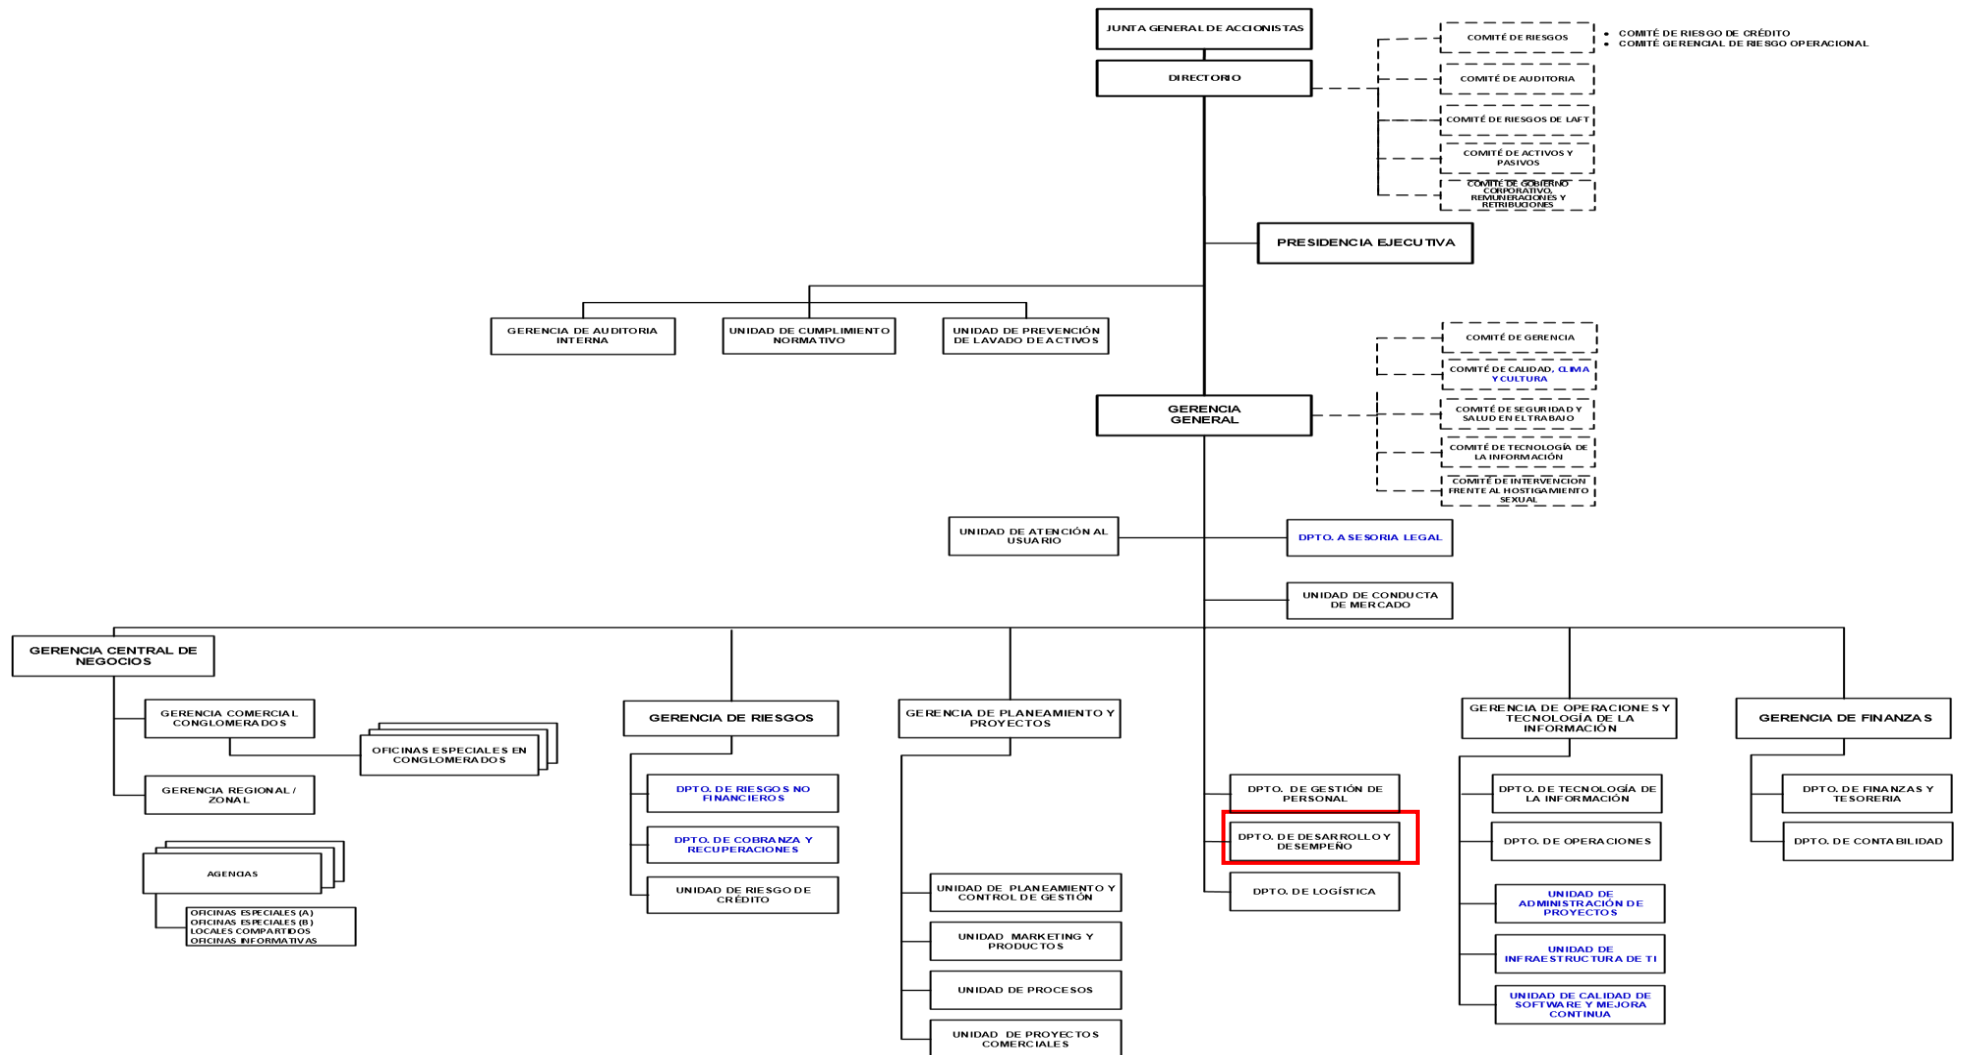 JUNTA GENERAL DE ACCIONISTAS
DIRECTORIO
COMITÉ DE RIESGOS
• COMITÉ DE RIESGO DE CRÉDITO
• COMITÉ GERENCIAL DE RIESGO OPERACIONAL
COMITÉ DE AUDITORIA
COMITÉ DE RIESGOS DE LAFT
COMITÉ DE ACTIVOS Y
PASIVOS
COMITÉ DE GOBIERNO
CORPORATIVO,
REMUNERACIONES Y
RETRIBUCIONES
PRESIDENCIA EJECUTIVA
GERENCIA DE AUDITORIA
INTERNA
UNIDAD DE CUMPLIMIENTO
NORMATIVO
UNIDAD DE PREVENCIÓN
DE LAVADO DE ACTIVOS
GERENCIA
GENERAL
COMITÉ DE GERENCIA
COMITÉ DE CALIDAD, CLIMA
Y CULTURA
COMITÉ DE SEGURIDAD Y
SALUD EN EL TRABAJO
COMITÉ DE TECNOLOGÍA DE
LA INFORMACIÓN
COMITÉ DE INTERVENCION
FRENTE AL HOSTIGAMIENTO
SEXUAL
UNIDAD DE ATENCIÓN AL
USUARIO
DPTO. ASESORIA LEGAL
UNIDAD DE CONDUCTA
DE MERCADO
GERENCIA CENTRAL DE
NEGOCIOS
GERENCIA COMERCIAL
CONGLOMERADOS
OFICINAS ESPECIALES EN
CONGLOMERADOS
GERENCIA REGIONAL /
ZONAL
AGENCIAS
OFICINAS ESPECIALES (A)
OFICINAS ESPECIALES (B)
LOCALES COMPARTIDOS
OFICINAS INFORMATIVAS
GERENCIA DE RIESGOS
DPTO. DE RIESGOS NO
FINANCIEROS
DPTO. DE COBRANZA Y
RECUPERACIONES
UNIDAD DE RIESGO DE
CRÉDITO
GERENCIA DE PLANEAMIENTO Y
PROYECTOS
UNIDAD DE PLANEAMIENTO Y
CONTROL DE GESTIÓN
UNIDAD MARKETING Y
PRODUCTOS
UNIDAD DE PROCESOS
UNIDAD DE PROYECTOS
COMERCIALES
DPTO. DE GESTIÓN DE
PERSONAL
DPTO. DE DESARROLLO Y
DESEMPEÑO
DPTO. DE LOGÍSTICA
GERENCIA DE OPERACIONES Y
TECNOLOGÍA DE LA
INFORMACIÓN
DPTO. DE TECNOLOGÍA DE
LA INFORMACIÓN
DPTO. DE OPERACIONES
UNIDAD DE
ADMINISTRACIÓN DE
PROYECTOS
UNIDAD DE
INFRAESTRUCTURA DE TI
UNIDAD DE CALIDAD DE
SOFTWARE Y MEJORA
CONTINUA
GERENCIA DE FINANZAS
DPTO. DE FINANZAS Y
TESORERIA
DPTO. DE CONTABILIDAD